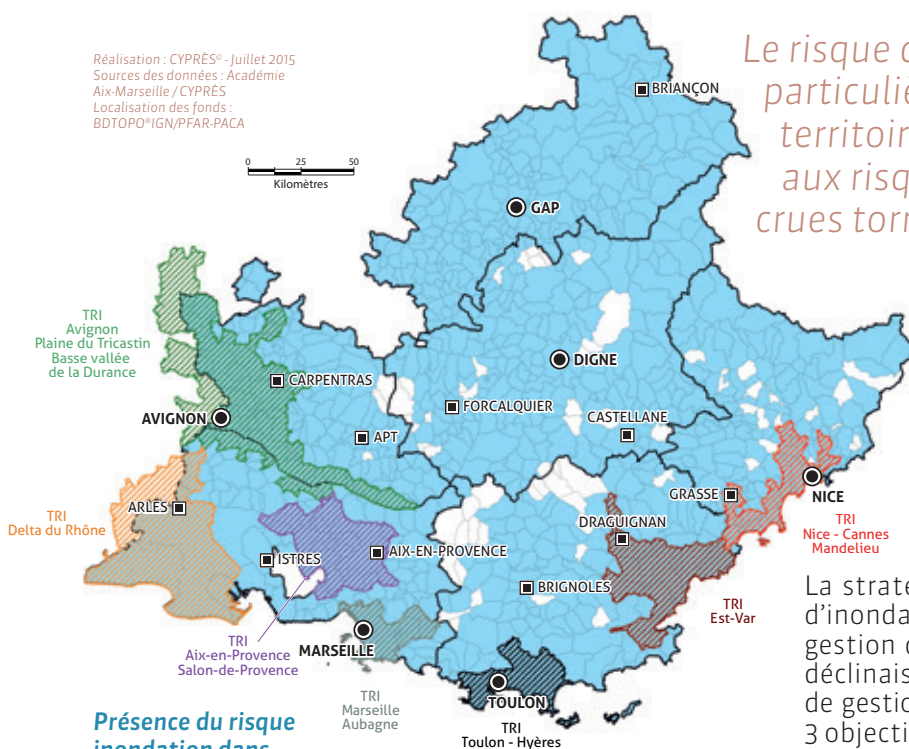 Réalisation : CYPRÈS© - Juillet 2015
Sources des données : Académie
Aix-Marseille / CYPRÈS
Localisation des fonds :
BDTOPO®IGN/PFAR-PACA
0 25 50
Kilomètres
Le risque
particuliè
territoir
aux risq
crues torr
BRIANÇON
GAP
TRI
Avignon
Plaine du Tricastin
Basse vallée
de la Durance
DIGNE
CARPENTRAS
FORCALQUIER
AVIGNON
CASTELLANE
APT
GRASSE
NICE
ARLES
TRI
Delta du Rhône
DRAGUIGNAN
TRI
Nice - Cannes
Mandelieu
ISTRES
AIX-EN-PROVENCE
BRIGNOLES
TRI
Est-Var
TRI
Aix-en-Provence
Salon-de-Provence
MARSEILLE
TRI
Marseille
Aubagne
TOULON
TRI
Toulon - Hyères
La straté
d'inonda
gestion
déclinais
de gestio
3 objecti
Présence du risque
inondation dans